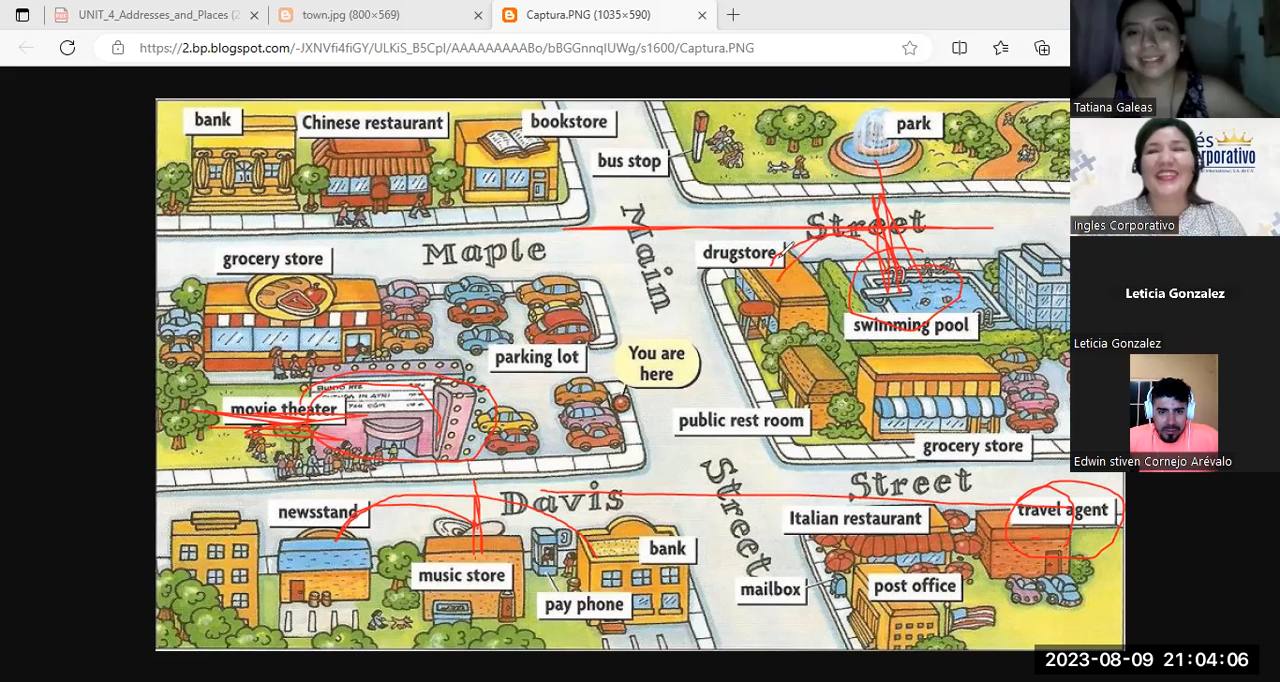 UNIT_4_Addresses_and_Places (2
town.jpg (800×569)
Captura.PNG (1035×590)
https://2.bp.blogspot.com/-JXNVfi4fiGY/ULKiS_B5CpI/AAAAAAAAABo/bBGGnnqIUWg/s1600/Captura.PNG
bank
Chinese restaurant
bookstore
bus stop
park
Maple
Main
Street
grocery store
drugstore
parking lot
You are
here
swimming pool
movie theater
public rest room
grocery store
Davis
Street
Street
newsstand
music store
pay phone
bank
Italian restaurant
travel agent
mailbox
post office
Tatiana Galeas
és
rporativo
Ingles Corporativo
Leticia Gonzalez
Leticia Gonzalez
Edwin stiven Cornejo Arévalo
2023-08-09 21:04:06